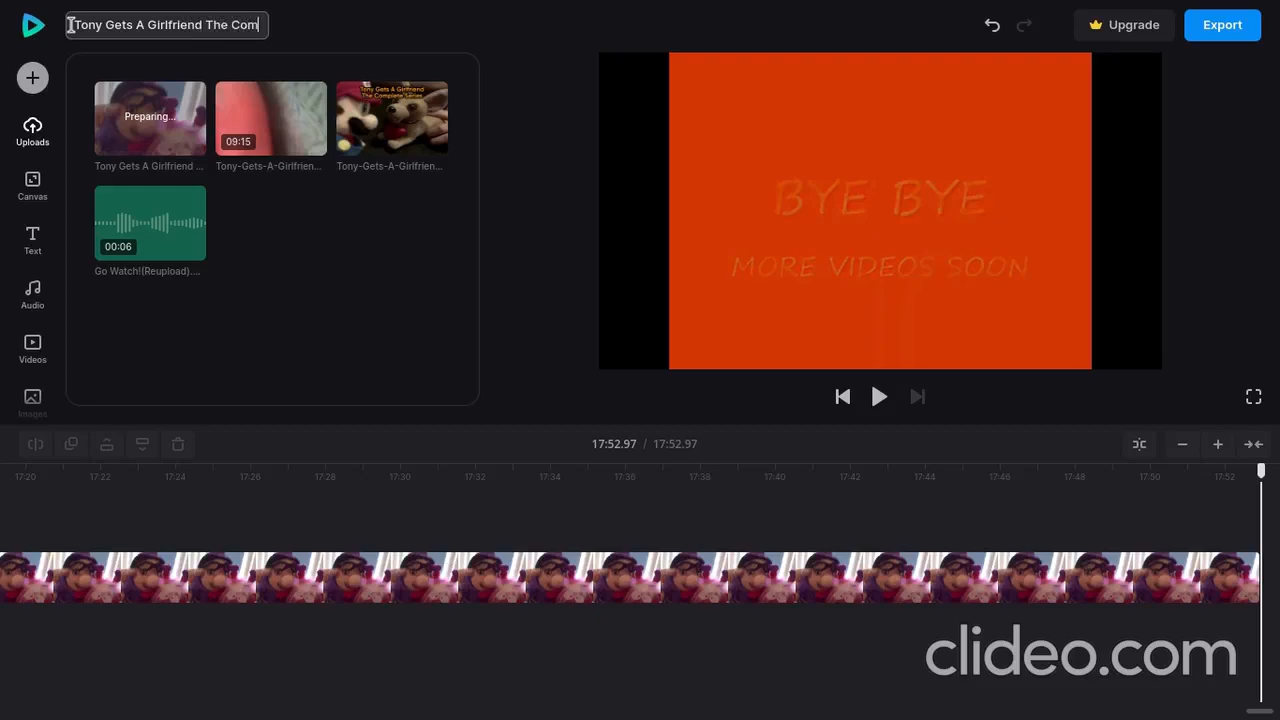 Tony Gets A Girlfriend The Com
Upgrade
Export
Uploads
Canvas
Text
Audio
Videos
Images
Preparing...
Tony Gets A Girlfriend ...
09:15
Tony-Gets-A-Girlfrien...
Tony Gets A Girlfriend
The Complete Series
Tony-Gets-A-Girlfrien...
00:06
Go Watch!(Reupload)....
BYE BYE
MORE VIDEOS SOON
17:52.97 / 17:52.97
17:20 17:22 17:24 17:26 17:28 17:30 17:32 17:34 17:36 17:38 17:40 17:42 17:44 17:46 17:48 17:50 17:52
clideo.com